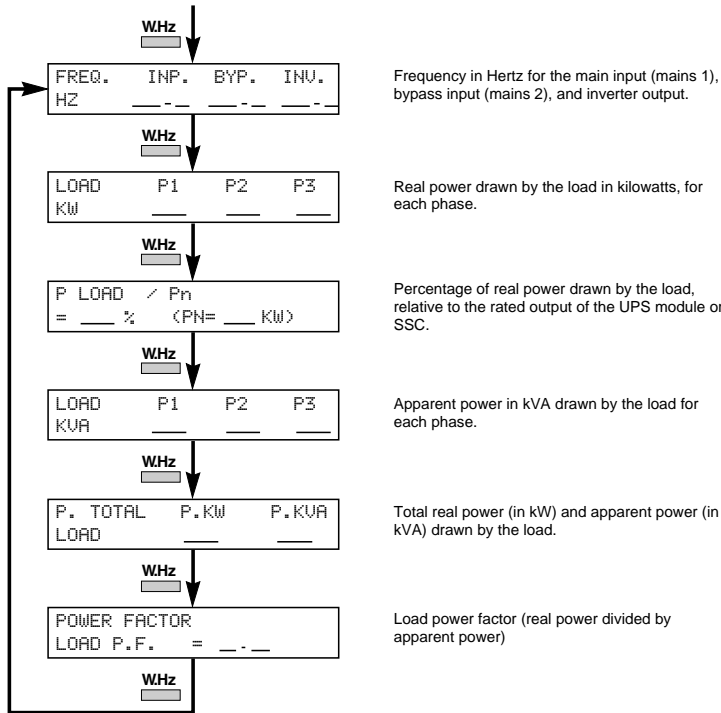 W.Hz
FREQ. INP. BYP. INV.
HZ __._ __._ __._
Frequency in Hertz for the main input (mains 1),
bypass input (mains 2), and inverter output.
W.Hz
LOAD P1 P2 P3
KW ___ ___ ___
Real power drawn by the load in kilowatts, for
each phase.
W.Hz
P LOAD / Pn
= ___ % (PN= ___ KW)
Percentage of real power drawn by the load,
relative to the rated output of the UPS module or
SSC.
W.Hz
LOAD P1 P2 P3
KVA ___ ___ ___
Apparent power in kVA drawn by the load for
each phase.
W.Hz
P. TOTAL P.KW P.KVA
LOAD ___ ___
Total real power (in kW) and apparent power (in
kVA) drawn by the load.
W.Hz
POWER FACTOR
LOAD P.F. = __.__
Load power factor (real power divided by
apparent power)
W.Hz